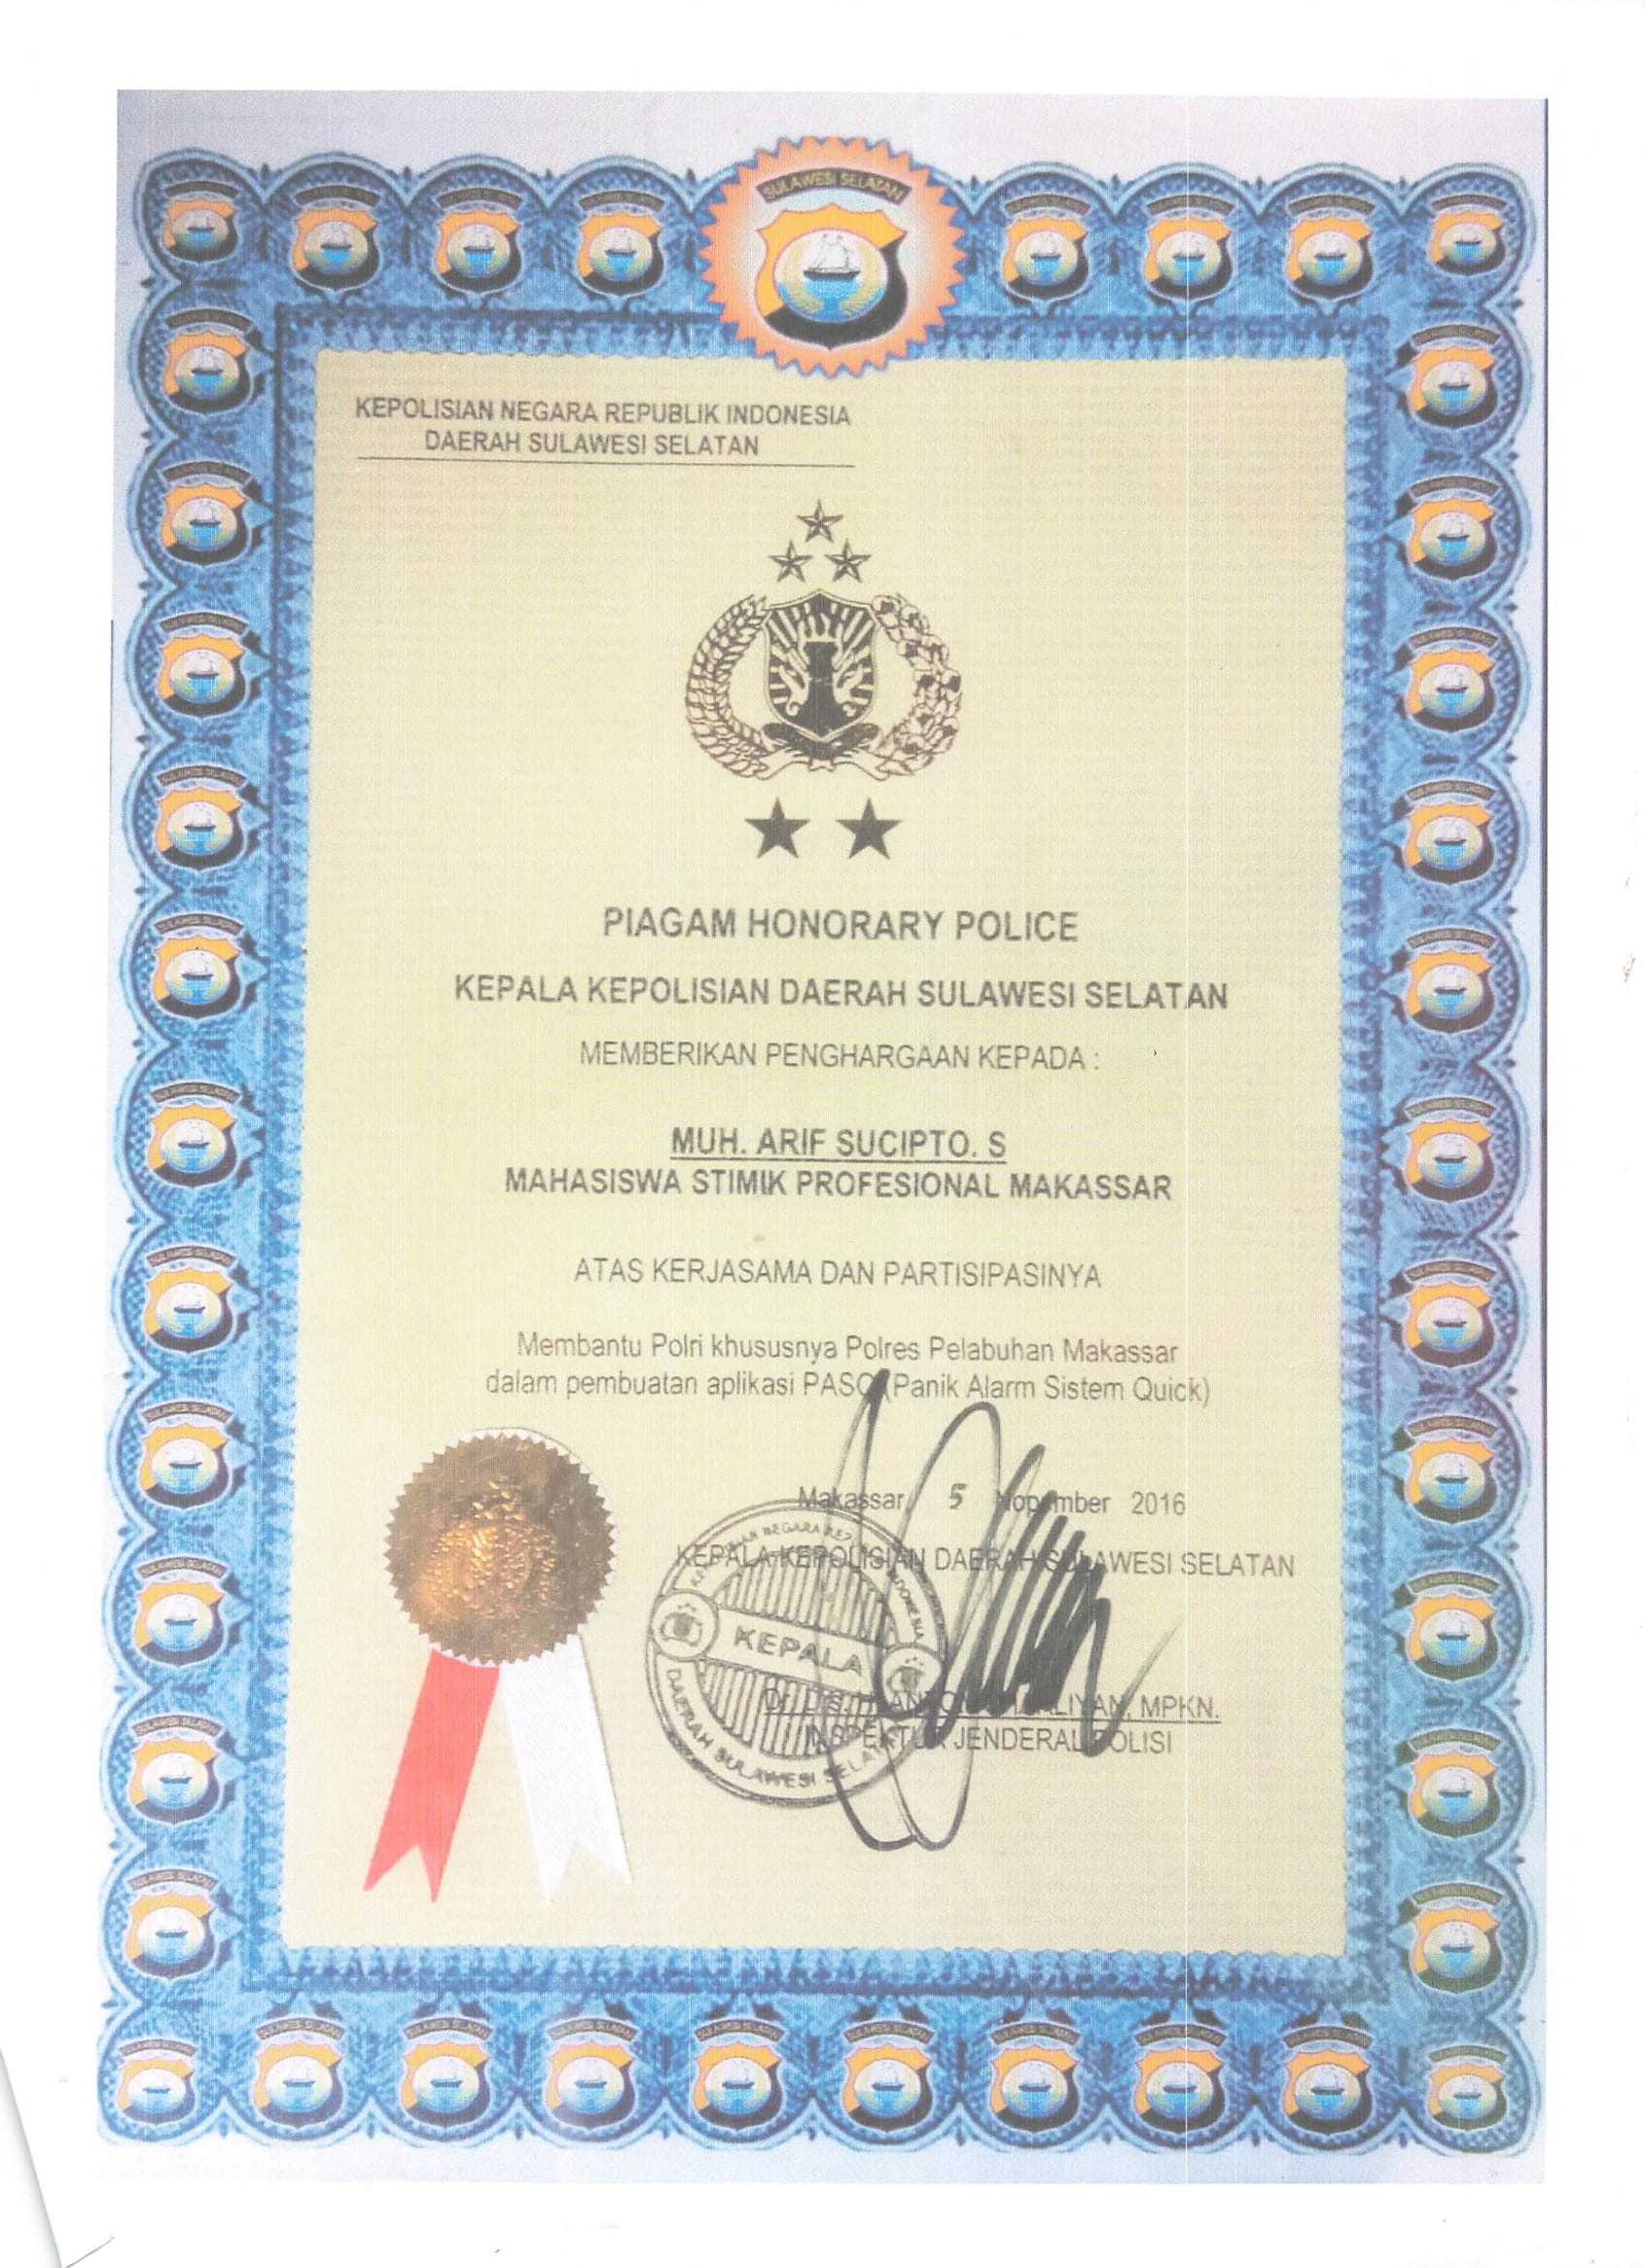 SULAWESI SELATAN
KEPOLISIAN NEGARA REPUBLIK INDONESIA
DAERAH SULAWESI SELATAN
PIAGAM HONORARY POLICE
KEPALA KEPOLISIAN DAERAH SULAWESI SELATAN
MEMBERIKAN PENGHARGAAN KEPADA :
MUH. ARIF SUCIPTO. S
MAHASISWA STIMIK PROFESIONAL MAKASSAR
ATAS KERJASAMA DAN PARTISIPASINYA
Membantu Polri khususnya Polres Pelabuhan Makassar
dalam pembuatan aplikasi PASQ (Panik Alarm Sistem Quick)
Makassar, 5 Nopember 2016
KEPALA KEPOLISIAN DAERAH SULAWESI SELATAN
KEPALA
DAERAH SULAWESI SELATAN
MPKN.
INSPEKTUR JENDERAL POLISI